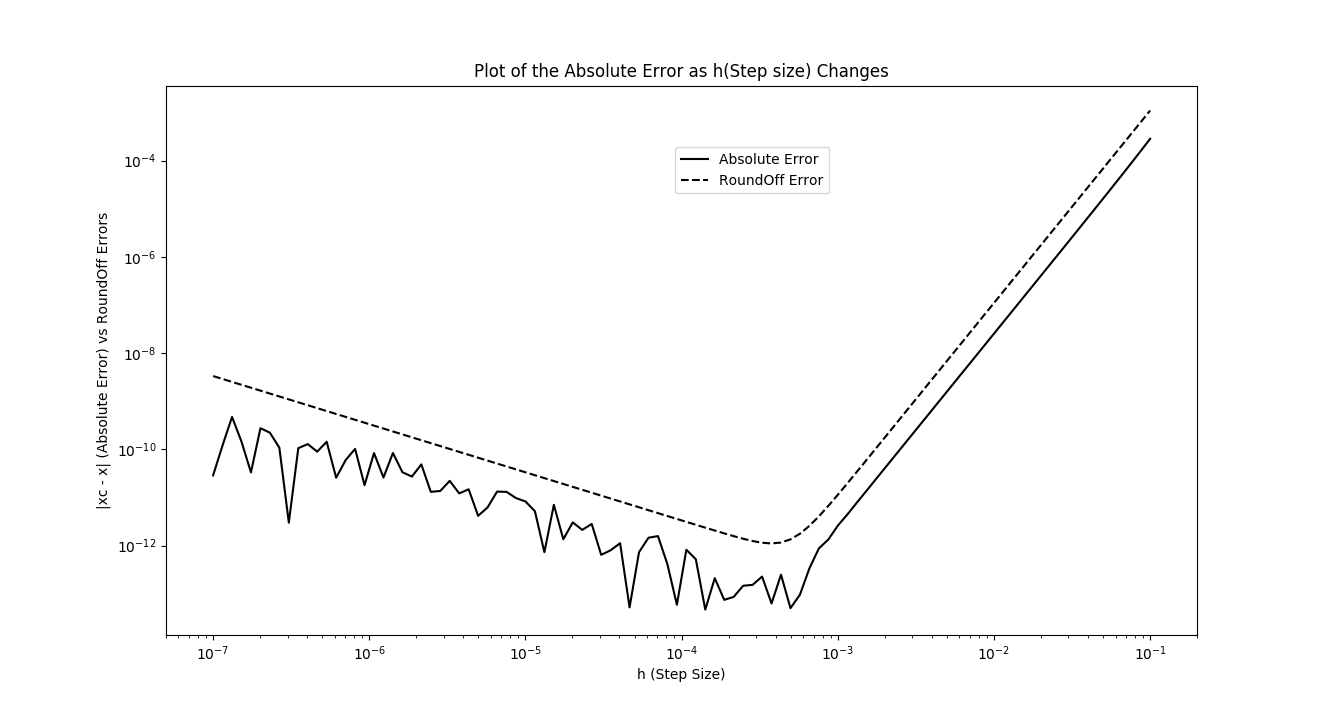 Plot of the Absolute Error as h(Step size) Changes
Absolute Error
RoundOff Error
|xc - x| (Absolute Error) vs RoundOff Errors
10⁻⁴
10⁻⁶
10⁻⁸
10⁻¹⁰
10⁻¹²
10⁻⁷
10⁻⁶
10⁻⁵
10⁻⁴
10⁻³
10⁻²
10⁻¹
h (Step Size)